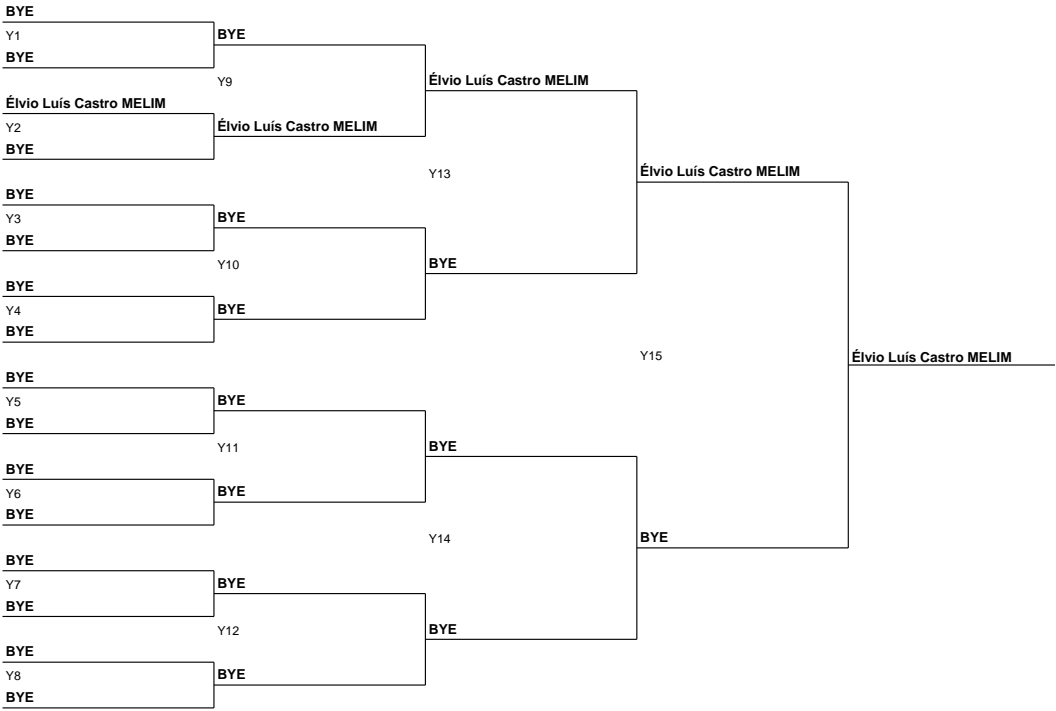 BYE
Y1
BYE
BYE
Y9
Élvio Luís Castro MELIM
Élvio Luís Castro MELIM
Y2
Élvio Luís Castro MELIM
BYE
Y13
Élvio Luís Castro MELIM
BYE
Y3
BYE
BYE
Y10
BYE
BYE
Y4
BYE
BYE
Y15
Élvio Luís Castro MELIM
BYE
Y5
BYE
BYE
Y11
BYE
BYE
Y6
BYE
BYE
Y14
BYE
BYE
Y7
BYE
BYE
Y12
BYE
BYE
Y8
BYE
BYE